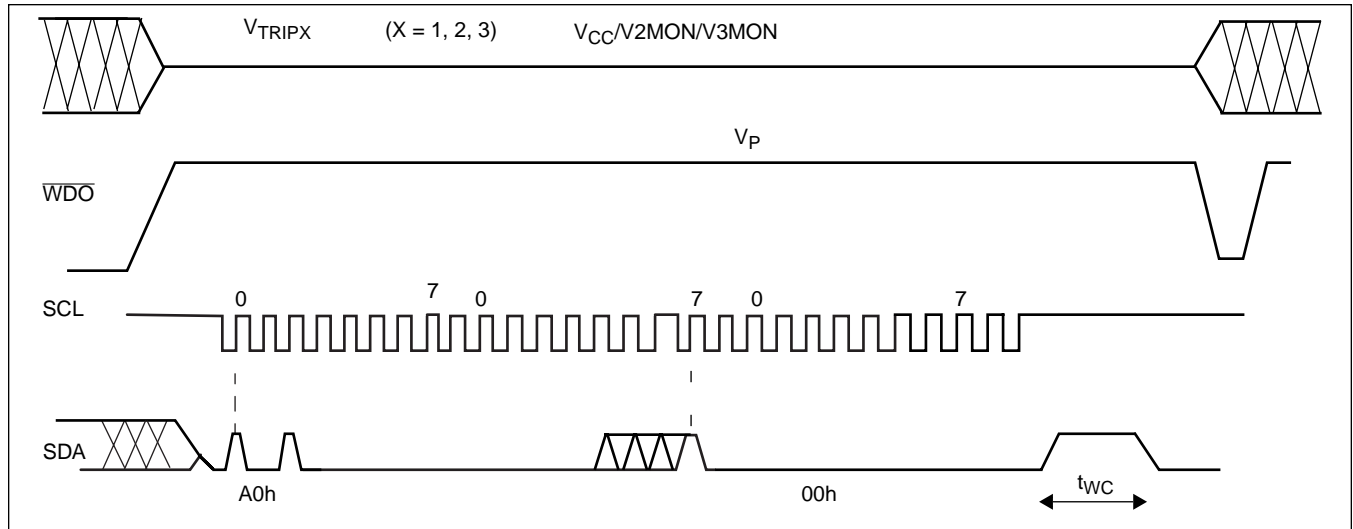 VTRIPX (X = 1, 2, 3) VCC/V2MON/V3MON
VP
WDO
0 7 0 7 0 7
SCL
SDA
A0h 00h tWC